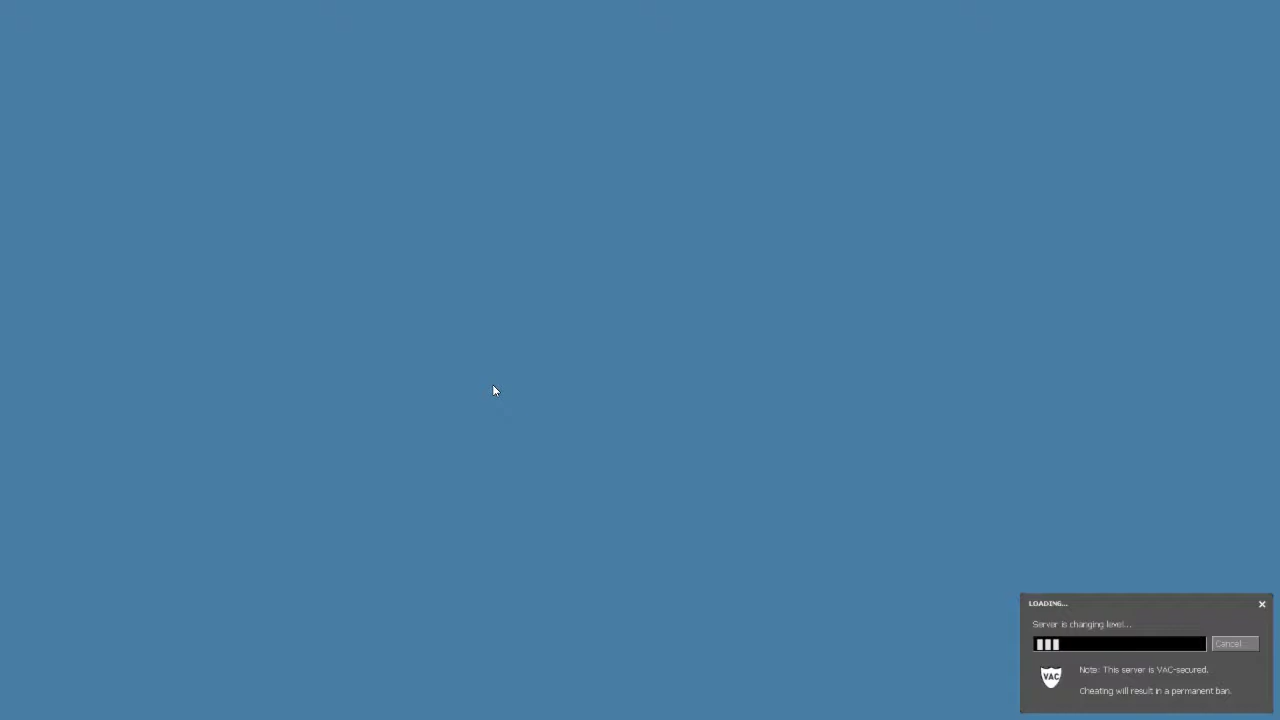 LOADING...
Server is changing level...
Cancel
Note: This server is VAC-secured.
VAC
Cheating will result in a permanent ban.